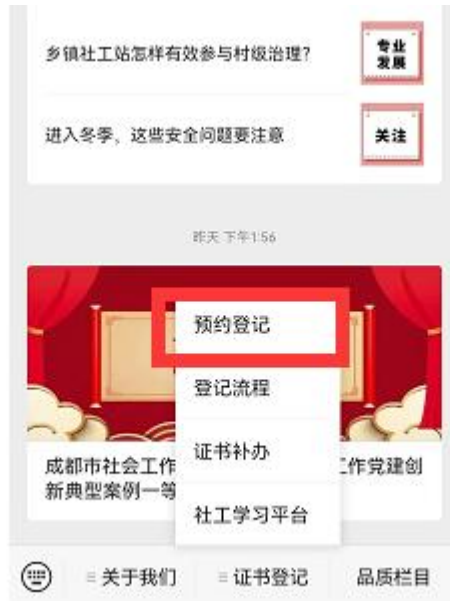 乡镇社工站怎样有效参与村级治理?
专业
发展
进入冬季，这些安全问题要注意
关注
昨天 下午1:56
预约登记
登记流程
证书补办
社工学习平台
成都市社会工作
工作党建创
新典型案例一等
关于我们
证书登记
品质栏目